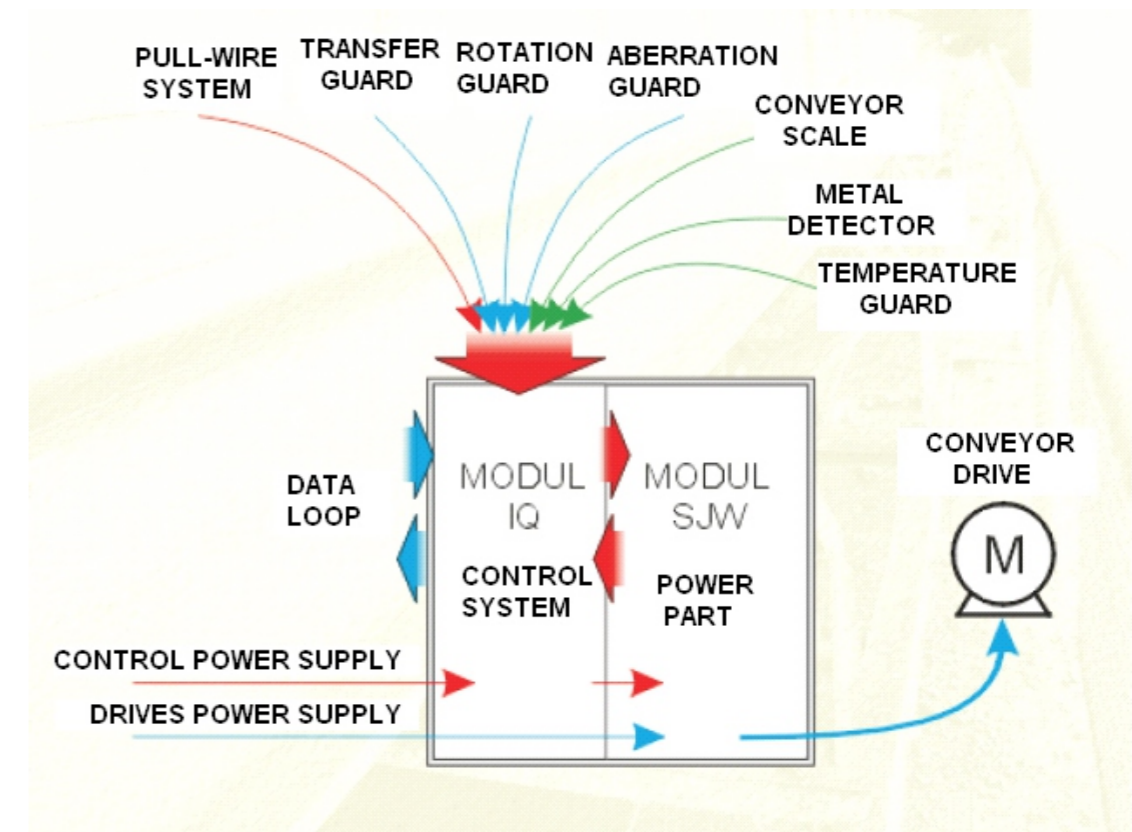 PULL-WIRE
SYSTEM
TRANSFER
GUARD
ROTATION
GUARD
ABERRATION
GUARD
CONVEYOR
SCALE
METAL
DETECTOR
TEMPERATURE
GUARD
DATA
LOOP
MODUL
IQ
CONTROL
SYSTEM
MODUL
SJW
POWER
PART
CONVEYOR
DRIVE
M
CONTROL POWER SUPPLY
DRIVES POWER SUPPLY